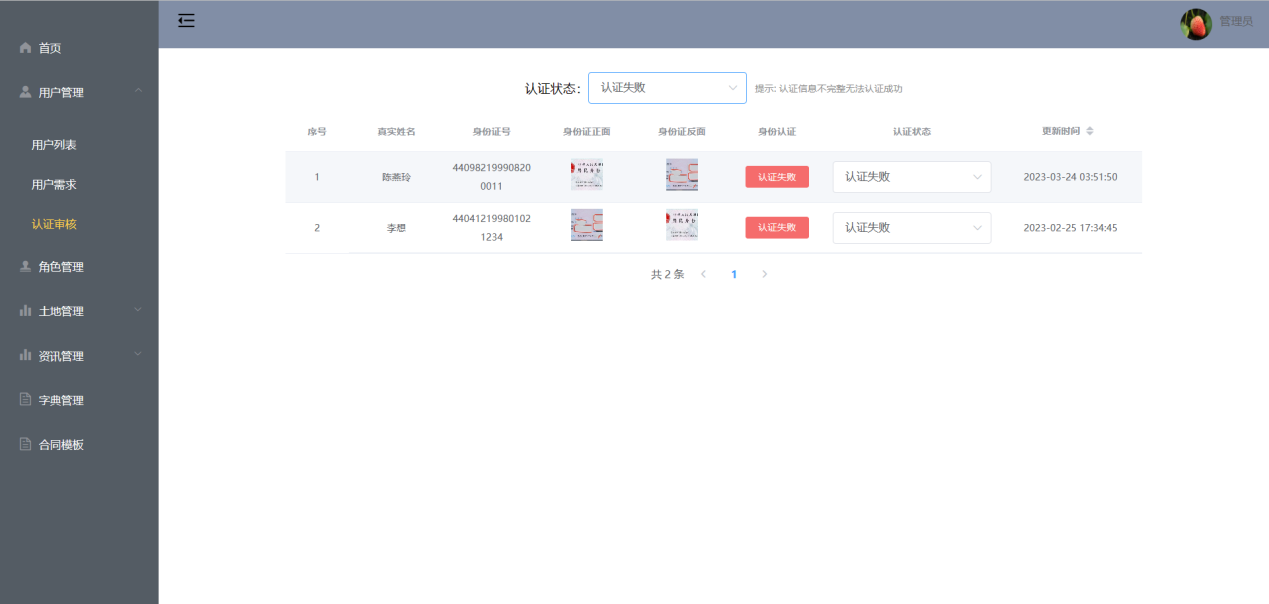 首页
用户管理
用户列表
用户需求
认证审核
角色管理
土地管理
资讯管理
字典管理
合同模板
管理员
认证状态： 认证失败 提示: 认证信息不完整无法认证成功
序号 真实姓名 身份证号 身份证正面 身份证反面 身份认证 认证状态 更新时间
1 陈燕玲 44098219990820 认证失败 认证失败 2023-03-24 03:51:50
0011
2 李想 44041219980102 认证失败 认证失败 2023-02-25 17:34:45
1234
共 2 条 1